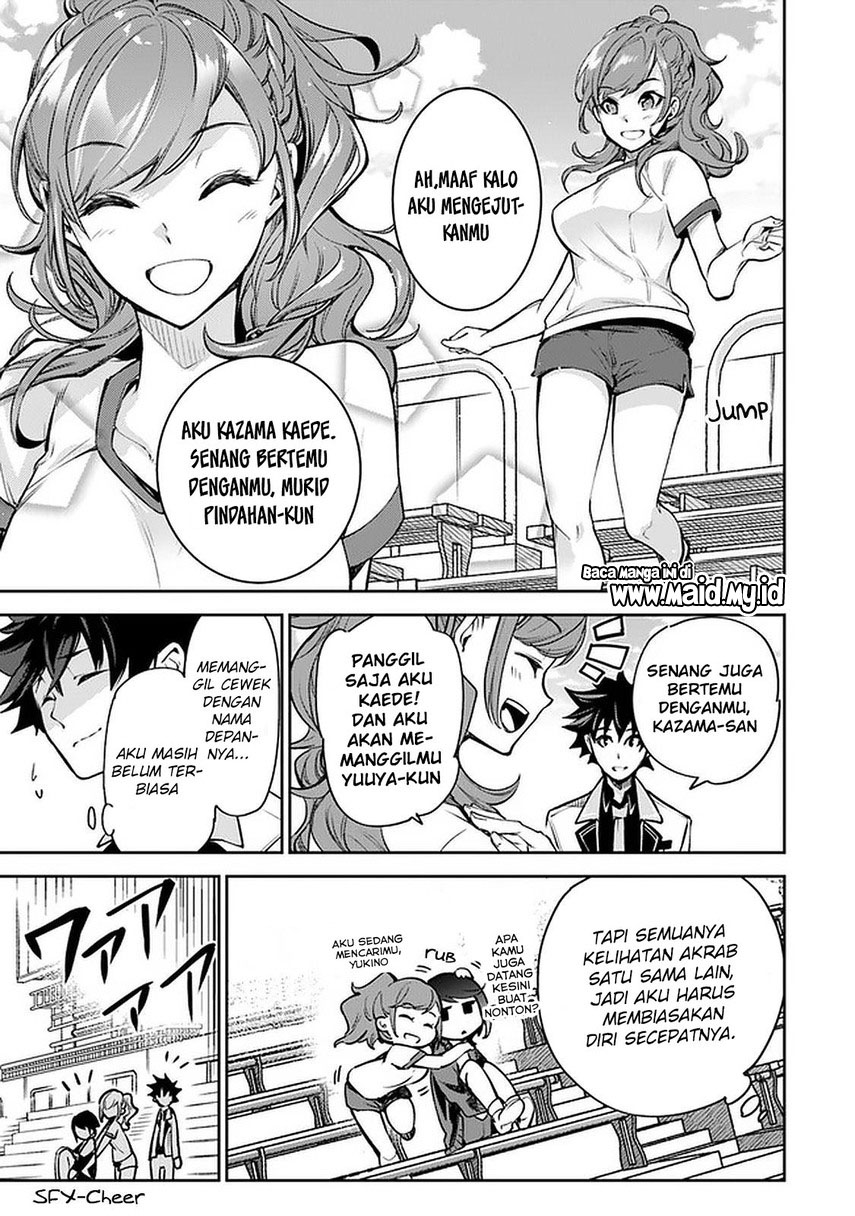 AH,MAAF KALO
AKU MENGEJUT-
KANMU
AKU KAZAMA KAEDE.
SENANG BERTEMU
DENGANMU, MURID
PINDAHAN-KUN
JUMP
Baca Manga ini di
www.Maid.My.id
SENANG JUGA
BERTEMU
DENGANMU,
KAZAMA-SAN
PANGGIL
SAJA AKU
KAEDE!
DAN AKU
AKAN ME-
MANGGILMU
YUUYA-KUN
MEMANG-
GIL CEWEK
DENGAN
NAMA
DEPAN-
NYA...
AKU MASIH
BELUM TER-
BIASA
TAPI SEMUANYA
KELIHATAN AKRAB
SATU SAMA LAIN,
JADI AKU HARUS
MEMBIASAKAN
DIRI SECEPATNYA.
APA
KAMU
JUGA
DATANG
KESINI
BUAT
NONTON?
RUB
AKU SEDANG
MENCARIMU,
YUKINO
ワァァ
ァァ
SFX-Cheer